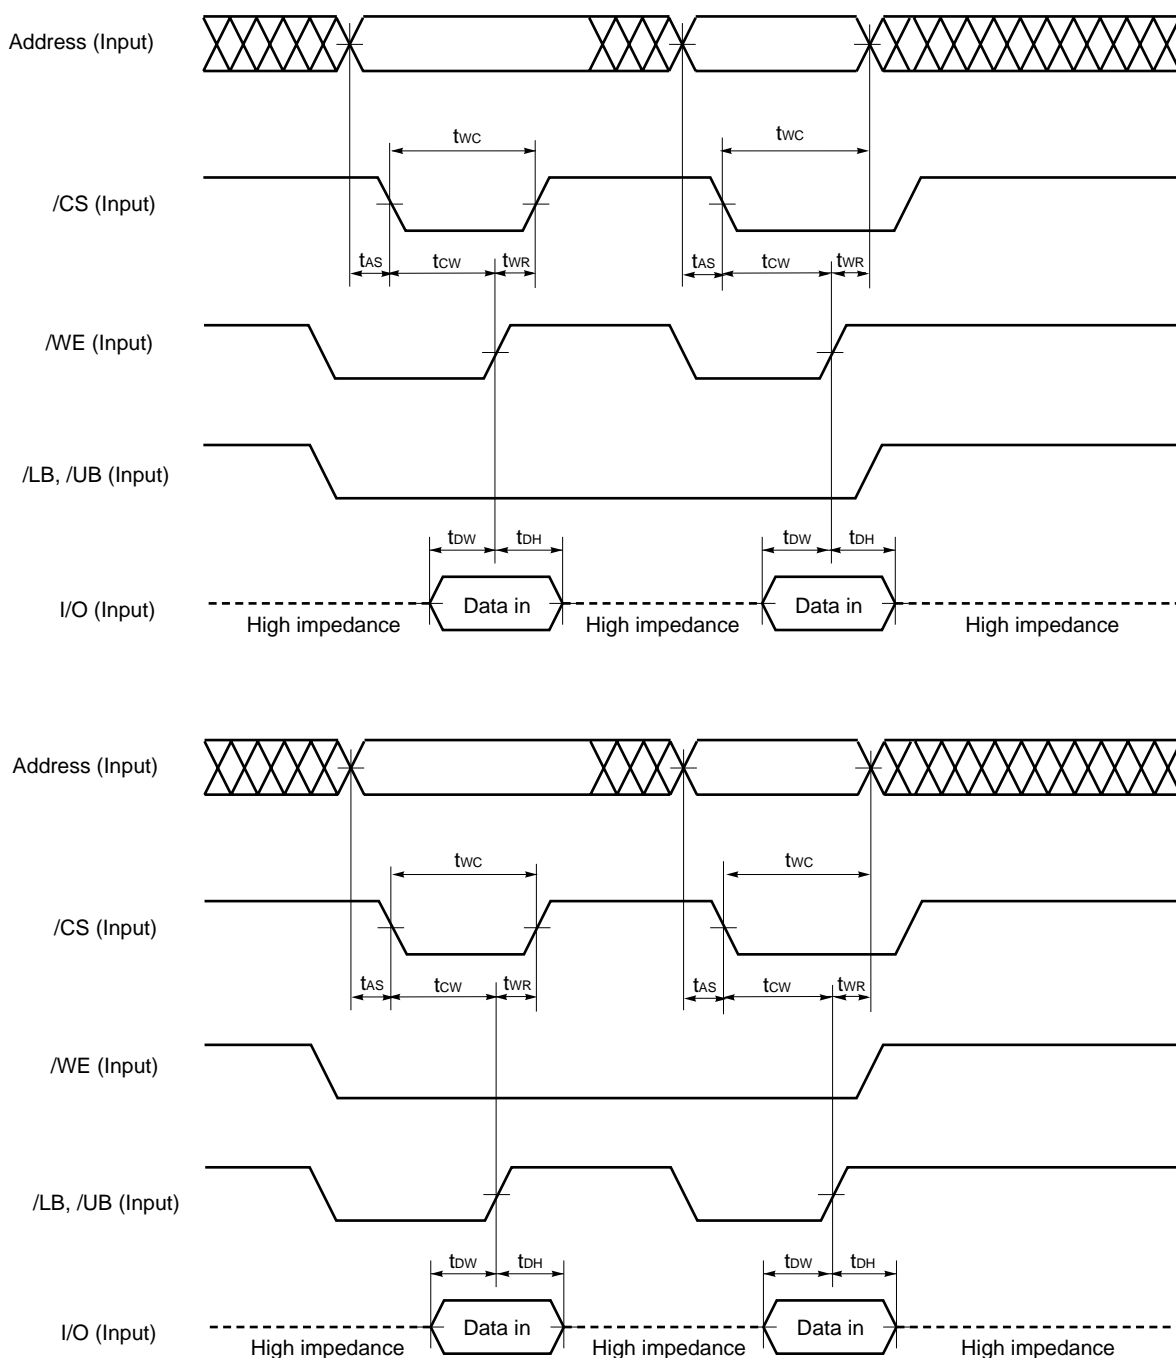 Address (Input)
tWC tWC
/CS (Input)
tAS tCW tWR tAS tCW tWR
/WE (Input)
/LB, /UB (Input)
tDW tDH tDW tDH
I/O (Input) Data in Data in
High impedance High impedance High impedance
Address (Input)
tWC tWC
/CS (Input)
tAS tCW tWR tAS tCW tWR
/WE (Input)
/LB, /UB (Input)
tDW tDH tDW tDH
I/O (Input) Data in Data in
High impedance High impedance High impedance